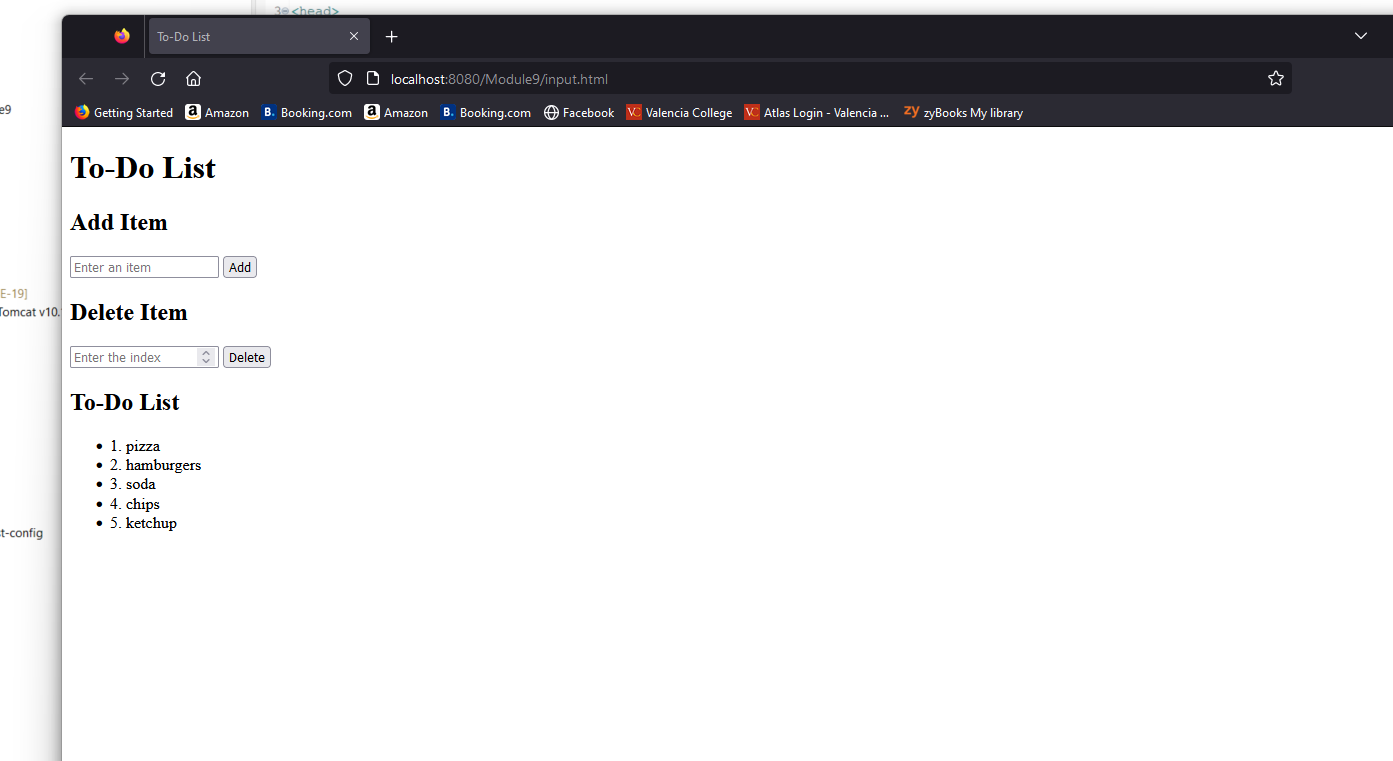 3 <head>
To-Do List
localhost:8080/Module9/input.html
Getting Started Amazon Booking.com Amazon Booking.com Facebook Valencia College Atlas Login - Valencia ... zyBooks My library
e9
To-Do List
Add Item
Enter an item Add
E-19]
Delete Item
Tomcat v10.
Enter the index Delete
To-Do List
• 1. pizza
• 2. hamburgers
• 3. soda
• 4. chips
• 5. ketchup
t-config